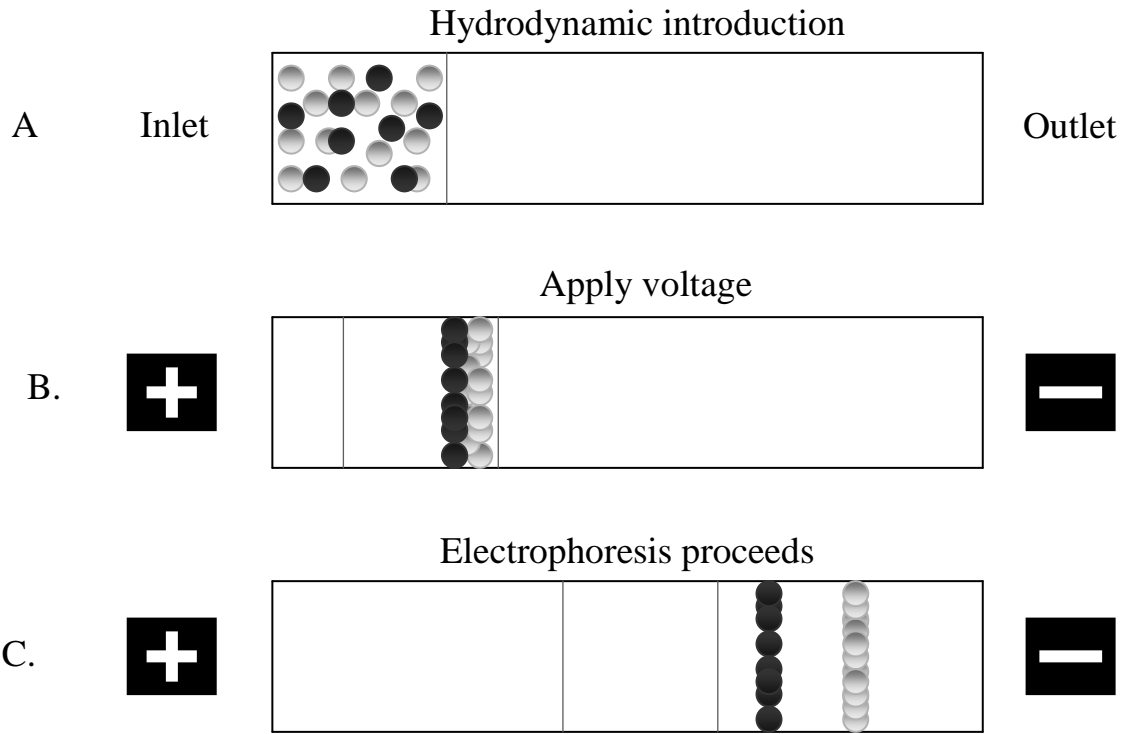 Hydrodynamic introduction
A Inlet Outlet
Apply voltage
B. + −
Electrophoresis proceeds
C. + −